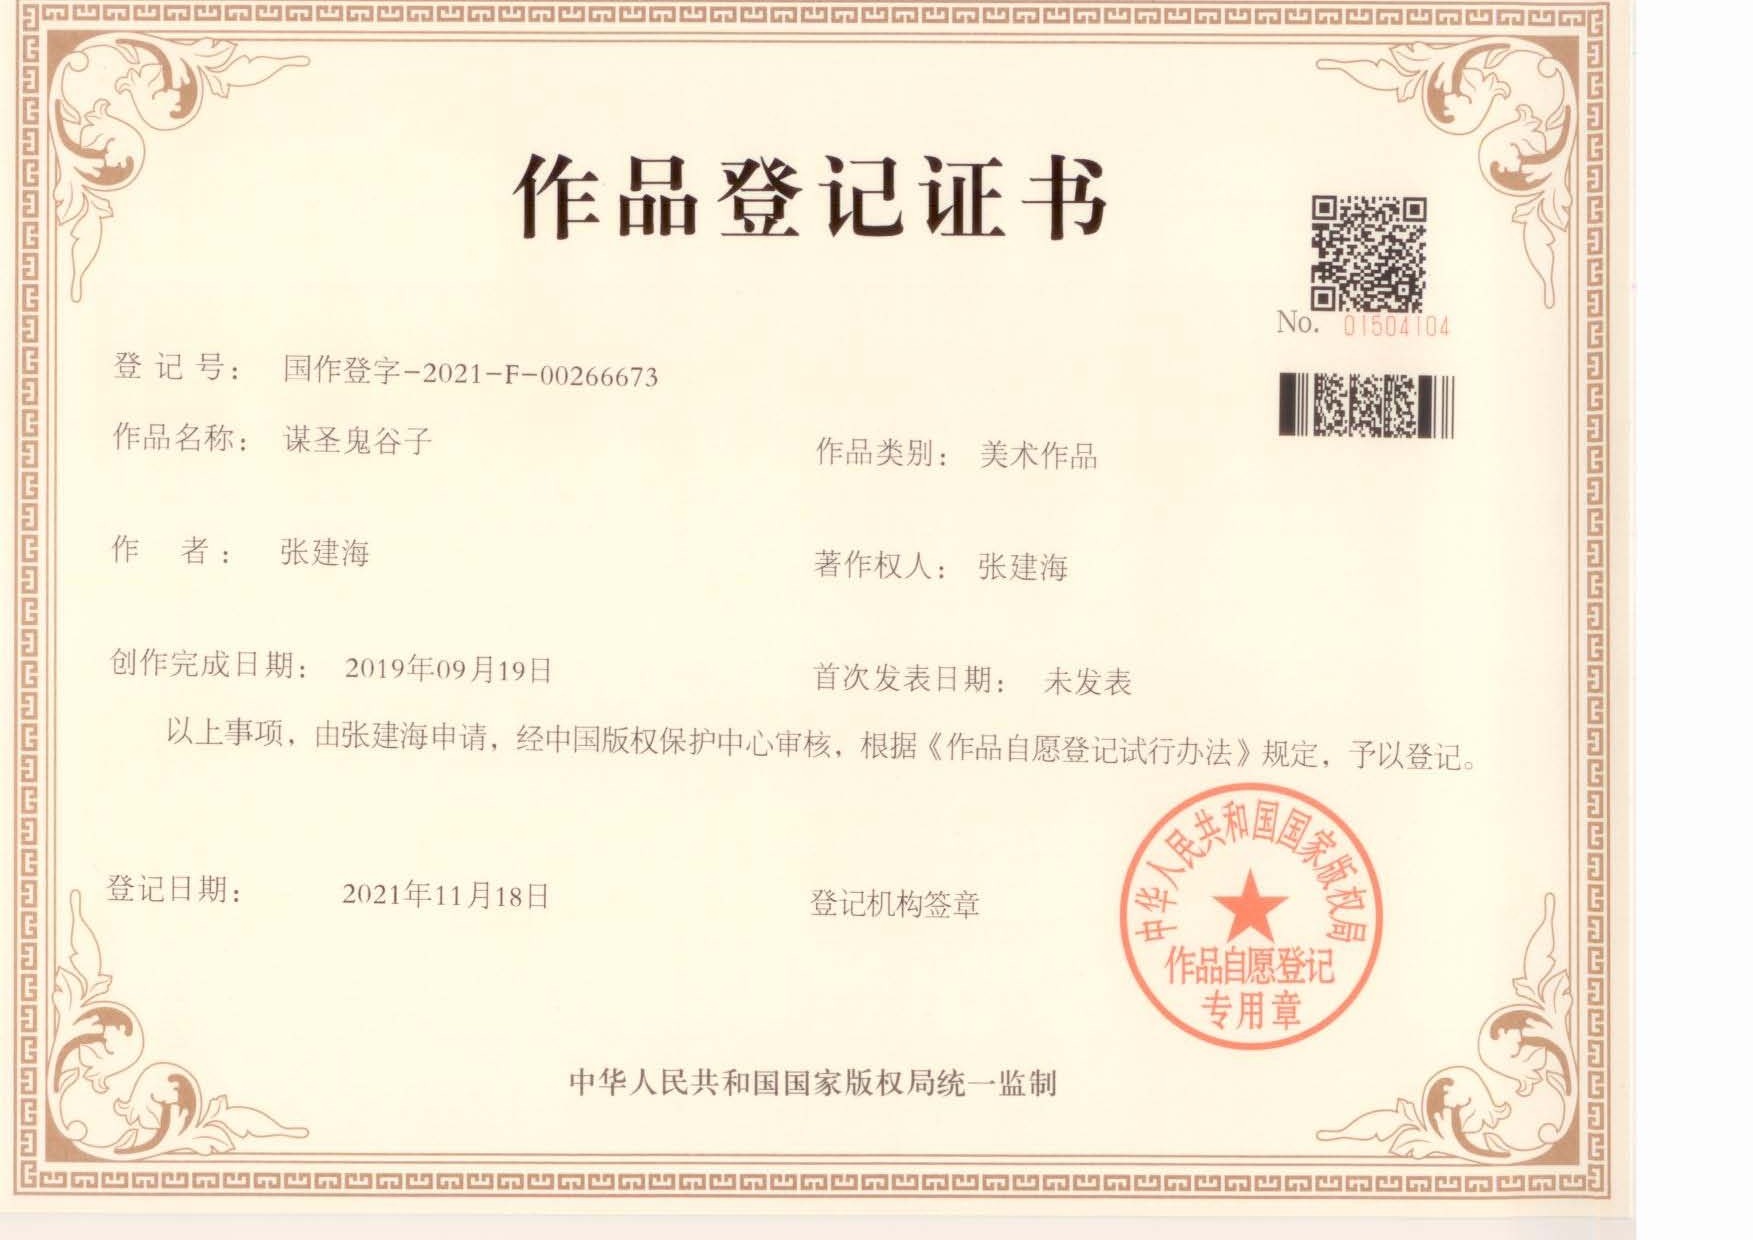 作品登记证书
No. 01504104
登 记 号： 国作登字-2021-F-00266673
作品名称： 谋圣鬼谷子
作品类别： 美术作品
作 者： 张建海
著作权人： 张建海
创作完成日期： 2019年09月19日
首次发表日期： 未发表
以上事项，由张建海申请，经中国版权保护中心审核，根据《作品自愿登记试行办法》规定，予以登记。
登记日期： 2021年11月18日
登记机构签章
中华人民共和国国家版权局
作品自愿登记
专用章
中华人民共和国国家版权局统一监制